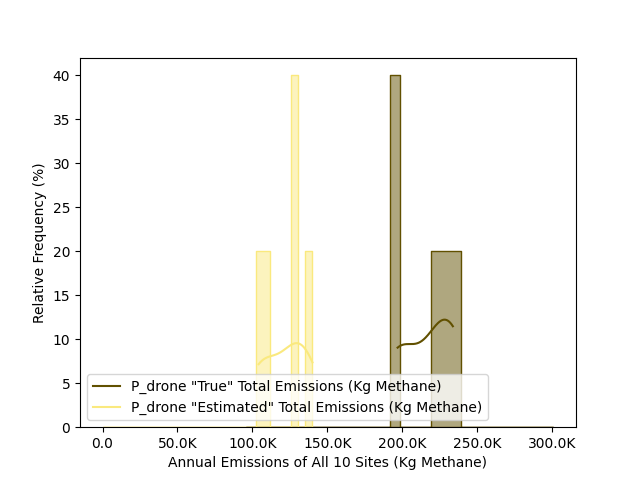 40
35
30
25
20
15
10
5
0
Relative Frequency (%)
P_drone "True" Total Emissions (Kg Methane)
P_drone "Estimated" Total Emissions (Kg Methane)
0.0 50.0K 100.0K 150.0K 200.0K 250.0K 300.0K
Annual Emissions of All 10 Sites (Kg Methane)